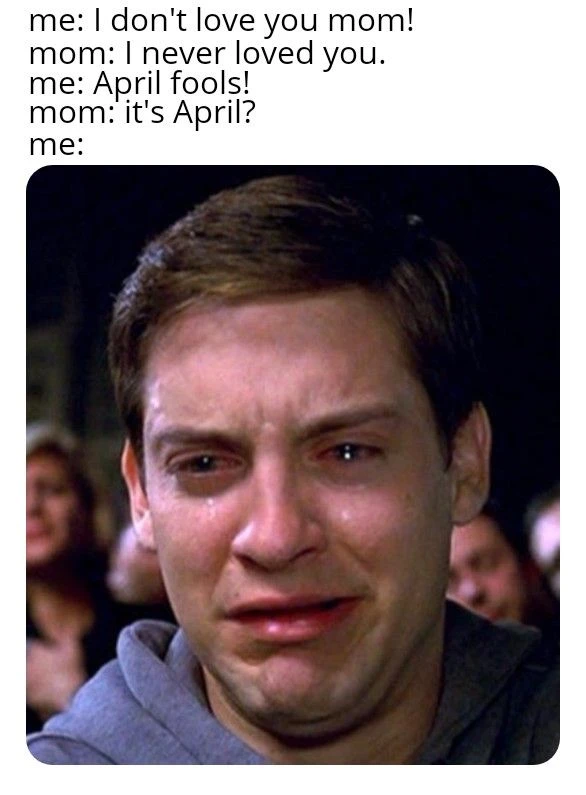 me: I don't love you mom!
mom: I never loved you.
me: April fools!
mom: it's April?
me: